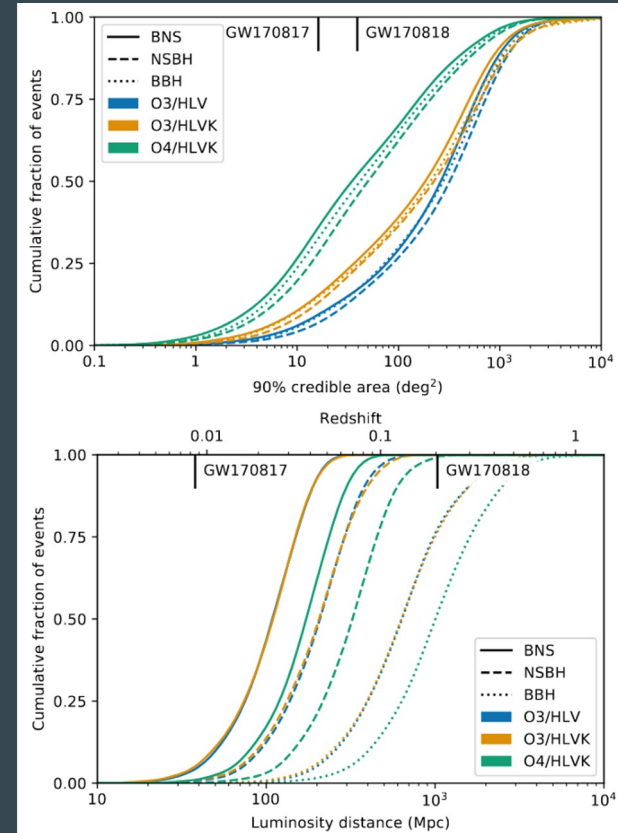 GW170817
GW170818
BNS
NSBH
BBH
O3/HLV
O3/HLVK
O4/HLVK
Cumulative fraction of events
1.00
0.75
0.50
0.25
0.00
0.1 1 10 100 10³ 10⁴
90% credible area (deg²)
Redshift
0.01 0.1 1
GW170817
GW170818
Cumulative fraction of events
1.00
0.75
0.50
0.25
0.00
BNS
NSBH
BBH
O3/HLV
O3/HLVK
O4/HLVK
10 100 10³ 10⁴
Luminosity distance (Mpc)